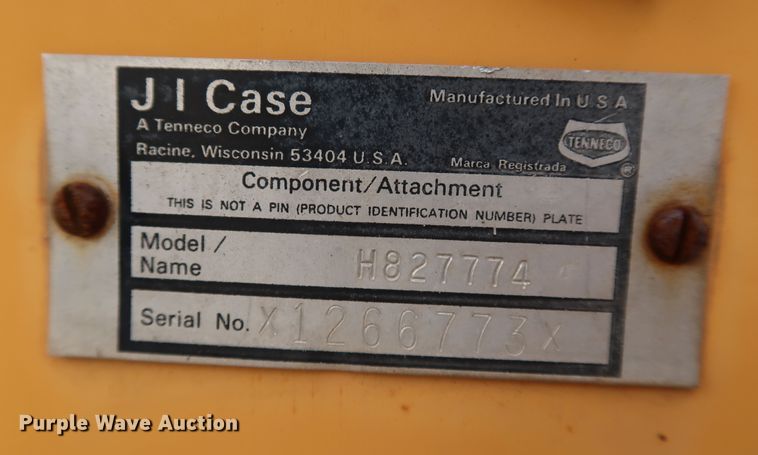 J I Case
A Tenneco Company
Racine, Wisconsin 53404 U.S.A.
Manufactured In U S A
TENNECO
Marca Registrada ®
Component/Attachment
THIS IS NOT A PIN (PRODUCT IDENTIFICATION NUMBER) PLATE
Model / Name H827774
Serial No. X1266773X
Purple Wave Auction